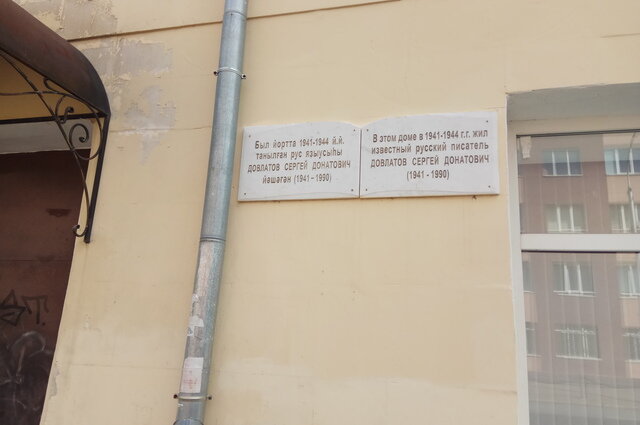 Был йортта 1941-1944 й.й.
танылған рус яҙыусыһы
ДОВЛАТОВ СЕРГЕЙ ДОНАТОВИЧ
йәшәгән (1941-1990)
В этом доме в 1941-1944 г.г. жил
известный русский писатель
ДОВЛАТОВ СЕРГЕЙ ДОНАТОВИЧ
(1941-1990)